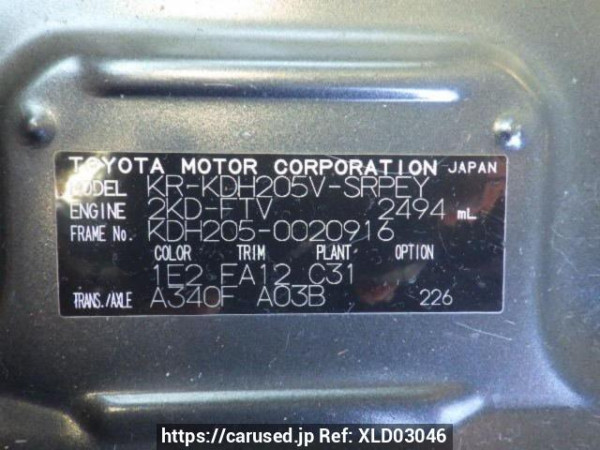 TOYOTA MOTOR CORPORATION JAPAN
MODEL KR-KDH205V-SRPEY
ENGINE 2KD-FTV 2494 mL
FRAME No. KDH205-0020916
COLOR TRIM PLANT OPTION
1E2 FA12 C31
TRANS./AXLE A340F A03B 226
https://carused.jp Ref: XLD03046